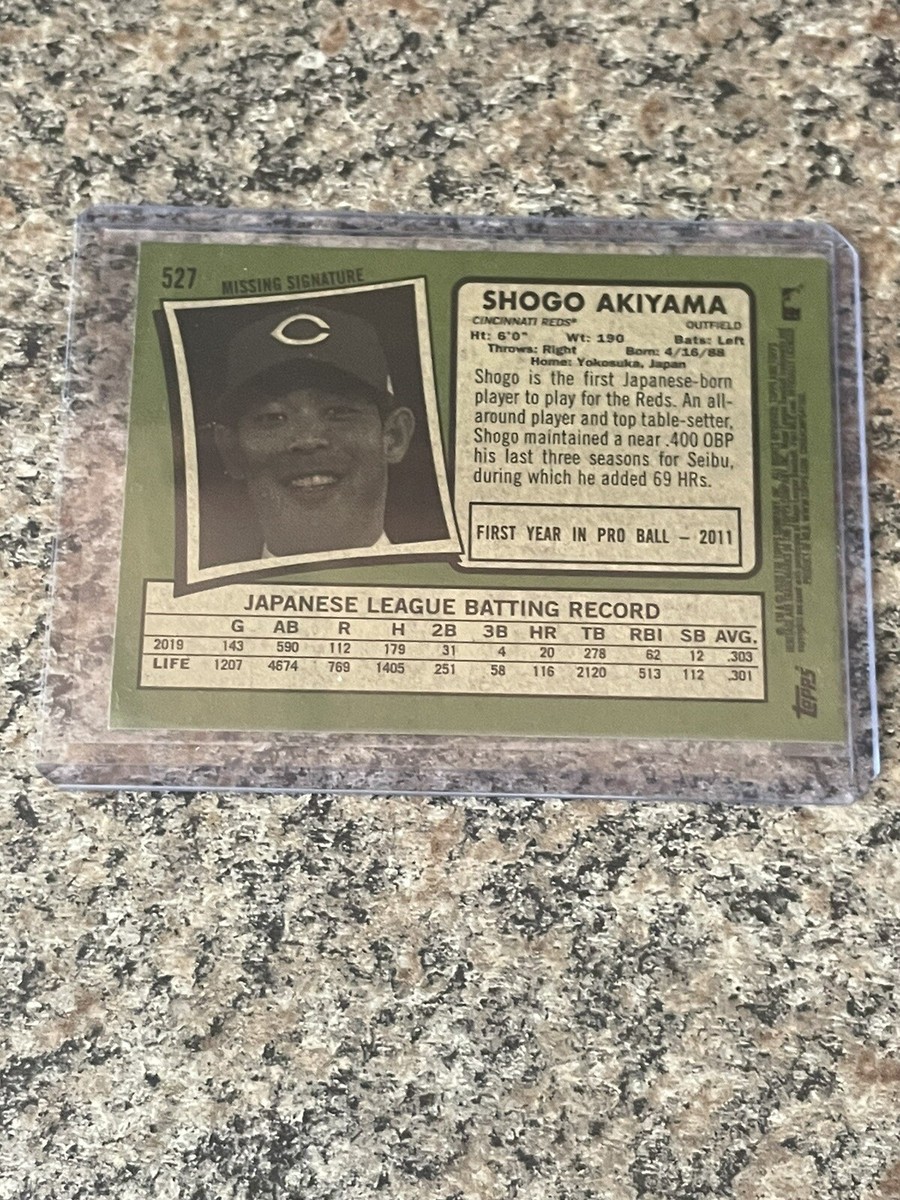 527 MISSING SIGNATURE
SHOGO AKIYAMA
CINCINNATI REDS® OUTFIELD
Ht: 6'0" Wt: 190 Bats: Left
Throws: Right Born: 4/16/88
Home: Yokosuka, Japan
Shogo is the first Japanese-born
player to play for the Reds. An all-
around player and top table-setter,
Shogo maintained a near .400 OBP
his last three seasons for Seibu,
during which he added 69 HRs.
FIRST YEAR IN PRO BALL – 2011
JAPANESE LEAGUE BATTING RECORD
G AB R H 2B 3B HR TB RBI SB AVG.
2019 143 590 112 179 31 4 20 278 62 12 .303
LIFE 1207 4674 769 1405 251 58 116 2120 513 112 .301
topps